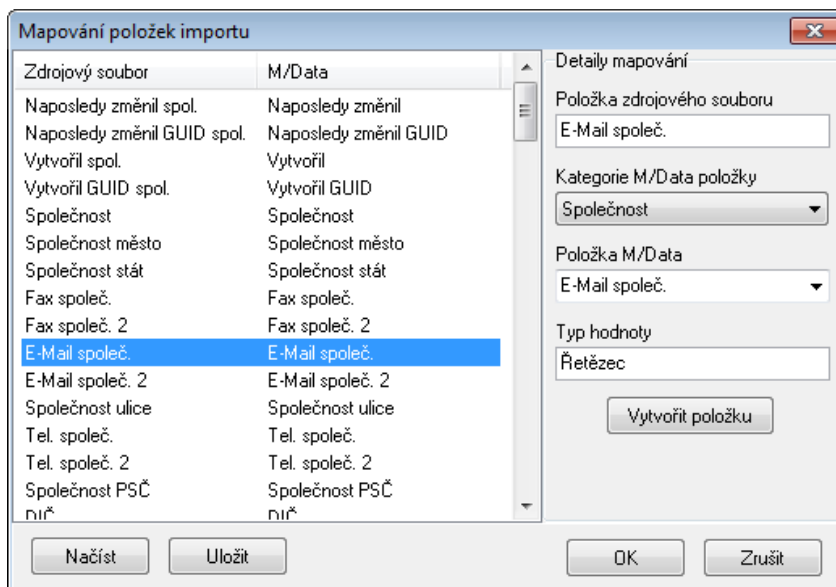 Mapování položek importu
Zdrojový soubor M/Data
Naposledy změnil spol. Naposledy změnil
Naposledy změnil GUID spol. Naposledy změnil GUID
Vytvořil spol. Vytvořil
Vytvořil GUID spol. Vytvořil GUID
Společnost Společnost
Společnost město Společnost město
Společnost stát Společnost stát
Fax společ. Fax společ.
Fax společ. 2 Fax společ. 2
E-Mail společ. E-Mail společ.
E-Mail společ. 2 E-Mail společ. 2
Společnost ulice Společnost ulice
Tel. společ. Tel. společ.
Tel. společ. 2 Tel. společ. 2
Společnost PSČ Společnost PSČ
DIČ DIČ
Detaily mapování
Položka zdrojového souboru
E-Mail společ.
Kategorie M/Data položky
Společnost
Položka M/Data
E-Mail společ.
Typ hodnoty
Řetězec
Vytvořit položku
Načíst Uložit OK Zrušit